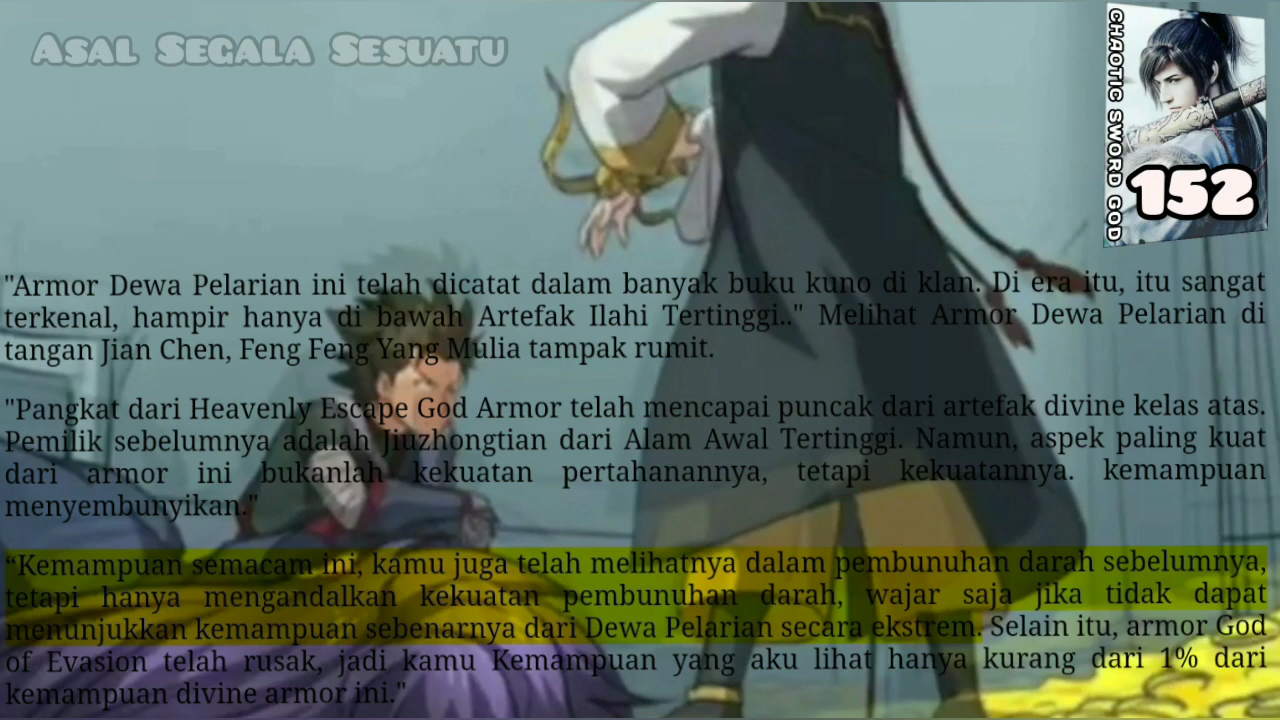 Asal Segala Sesuatu
CHAOTIC SWORD GOD
152
"Armor Dewa Pelarian ini telah dicatat dalam banyak buku kuno di klan. Di era itu, itu sangat
terkenal, hampir hanya di bawah Artefak Ilahi Tertinggi.." Melihat Armor Dewa Pelarian di
tangan Jian Chen, Feng Feng Yang Mulia tampak rumit.
"Pangkat dari Heavenly Escape God Armor telah mencapai puncak dari artefak divine kelas atas.
Pemilik sebelumnya adalah Jiuzhongtian dari Alam Awal Tertinggi. Namun, aspek paling kuat
dari armor ini bukanlah kekuatan pertahanannya, tetapi kekuatannya. kemampuan
menyembunyikan."
“Kemampuan semacam ini, kamu juga telah melihatnya dalam pembunuhan darah sebelumnya,
tetapi hanya mengandalkan kekuatan pembunuhan darah, wajar saja jika tidak dapat
menunjukkan kemampuan sebenarnya dari Dewa Pelarian secara ekstrem. Selain itu, armor God
of Evasion telah rusak, jadi kamu Kemampuan yang aku lihat hanya kurang dari 1% dari
kemampuan divine armor ini."